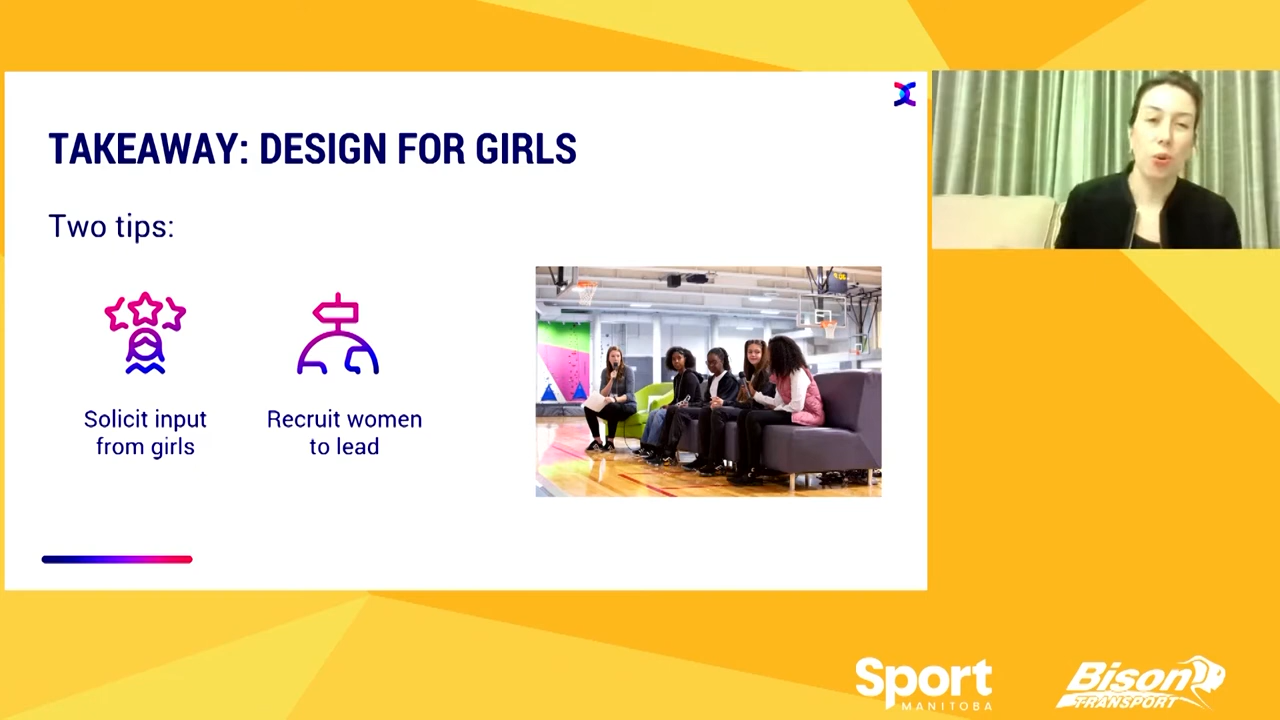 TAKEAWAY: DESIGN FOR GIRLS
Two tips:
Solicit input
from girls
Recruit women
to lead
Sport
MANITOBA
Bison
TRANSPORT